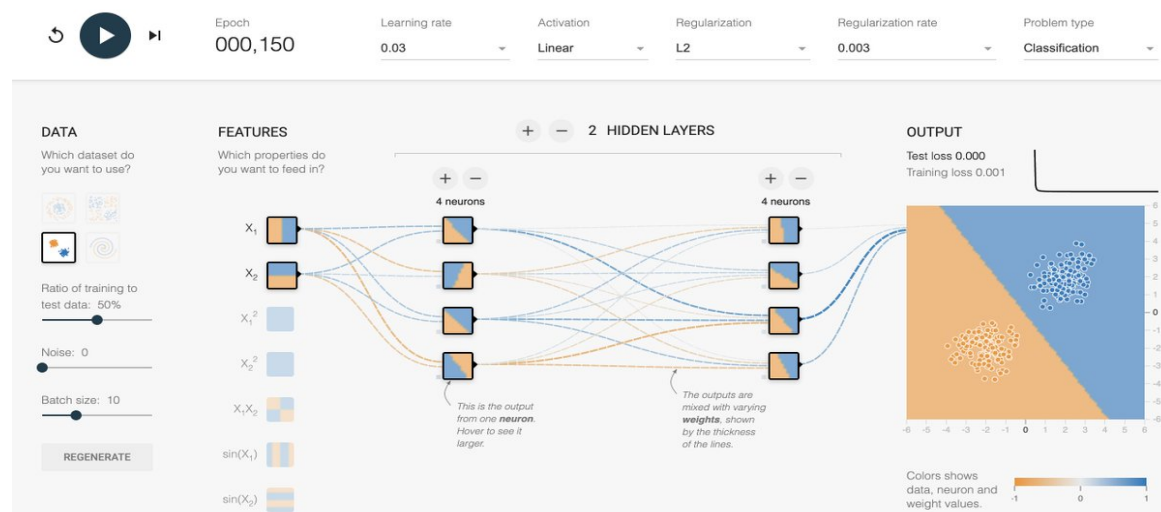 Epoch
000,150
Learning rate
0.03
Activation
Linear
Regularization
L2
Regularization rate
0.003
Problem type
Classification
DATA
Which dataset do
you want to use?
Ratio of training to
test data: 50%
Noise: 0
Batch size: 10
REGENERATE
FEATURES
Which properties do
you want to feed in?
X₁
X₂
X₁²
X₂²
X₁X₂
sin(X₁)
sin(X₂)
+ − 2 HIDDEN LAYERS
+ −
4 neurons
+ −
4 neurons
This is the output
from one neuron.
Hover to see it
larger.
The outputs are
mixed with varying
weights, shown
by the thickness
of the lines.
OUTPUT
Test loss 0.000
Training loss 0.001
6
5
4
3
2
1
0
-1
-2
-3
-4
-5
-6
-6 -5 -4 -3 -2 -1 0 1 2 3 4 5 6
Colors shows
data, neuron and
weight values.
-1 0 1